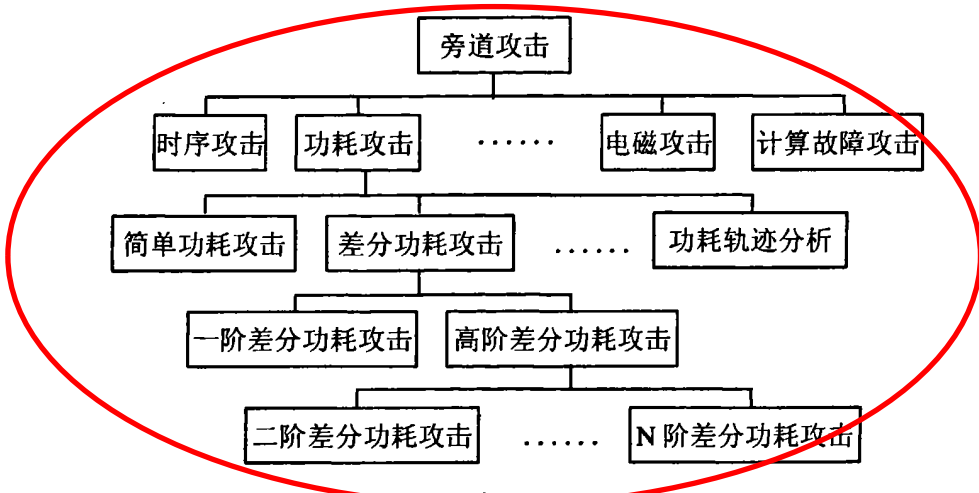 旁道攻击
时序攻击 功耗攻击 ...... 电磁攻击 计算故障攻击
简单功耗攻击 差分功耗攻击 ...... 功耗轨迹分析
一阶差分功耗攻击 高阶差分功耗攻击
二阶差分功耗攻击 ...... N阶差分功耗攻击